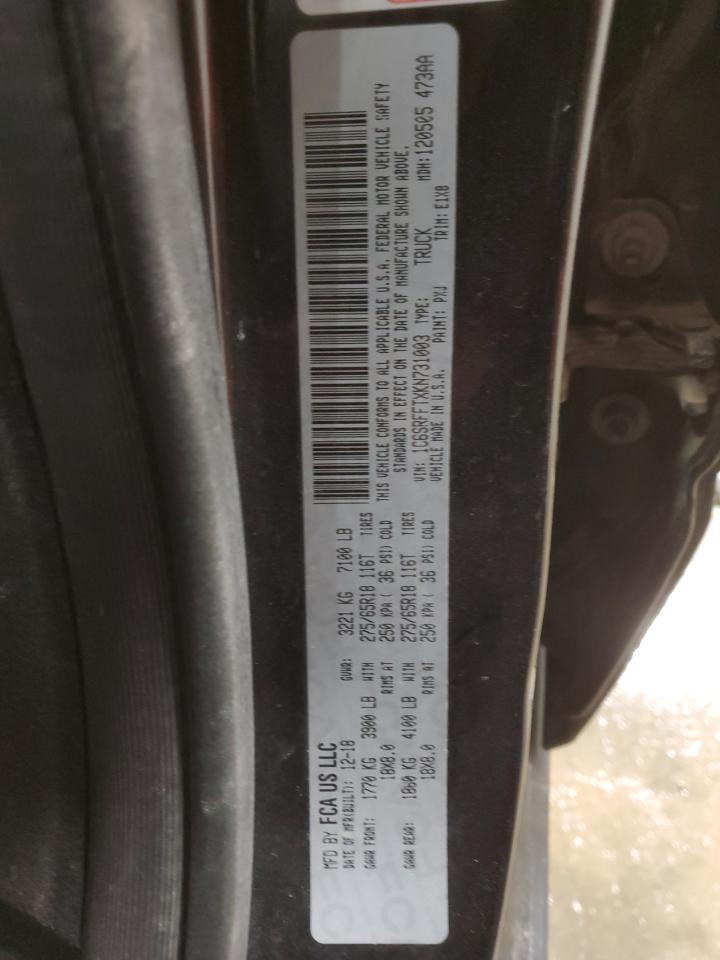 MFD BY FCA US LLC
DATE OF MFR(BUILT): 12-18 GVWR: 3221 KG 7100 LB
GAWR FRONT: 1770 KG 3900 LB WITH 275/65R18 116T TIRES
18X8.0 RIMS AT 250 KPA ( 36 PSI) COLD
GAWR REAR: 1860 KG 4100 LB WITH 275/65R18 116T TIRES
18X8.0 RIMS AT 250 KPA ( 36 PSI) COLD
THIS VEHICLE CONFORMS TO ALL APPLICABLE U.S.A. FEDERAL MOTOR VEHICLE SAFETY
STANDARDS IN EFFECT ON THE DATE OF MANUFACTURE SHOWN ABOVE.
VIN: 1C6SRFFTXKN731003 TYPE: TRUCK MDH: 120505 473AA
VEHICLE MADE IN U.S.A. PAINT: PXJ TRIM: E1X8